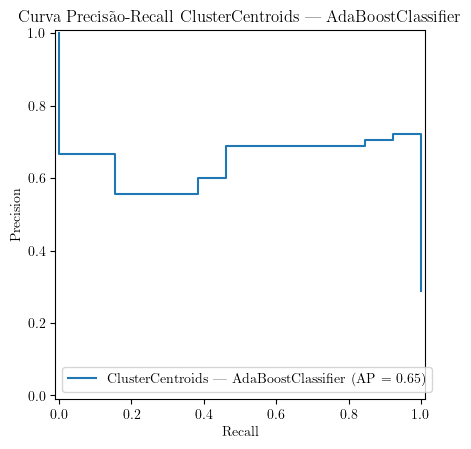 Curva Precisão-Recall ClusterCentroids — AdaBoostClassifier
1.0
0.8
0.6
0.4
0.2
0.0
Precision
ClusterCentroids — AdaBoostClassifier (AP = 0.65)
0.0 0.2 0.4 0.6 0.8 1.0
Recall